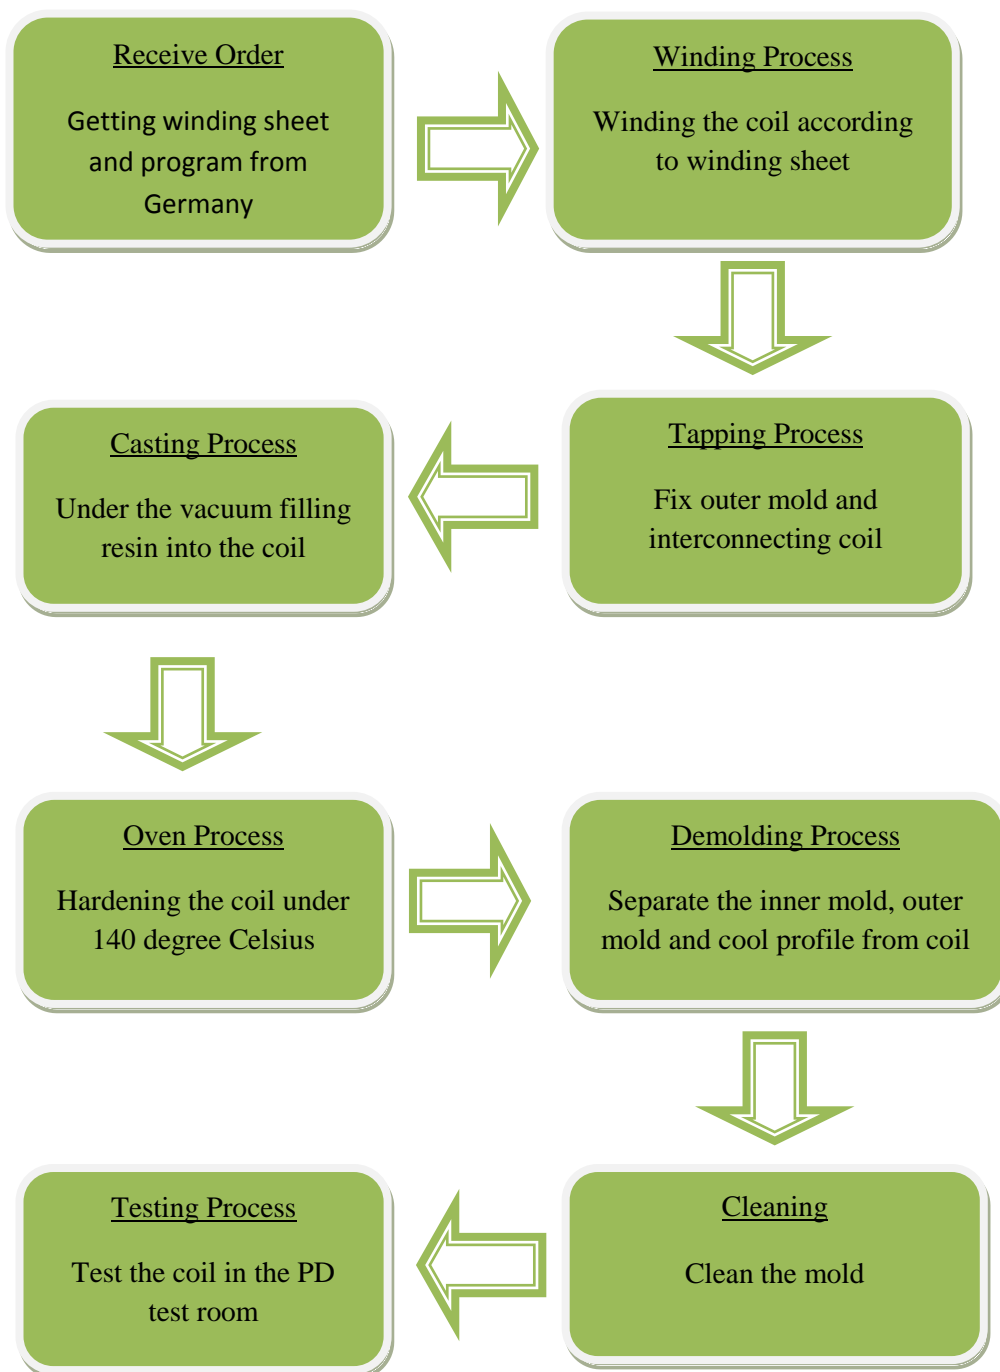 Receive Order
Getting winding sheet
and program from
Germany
Winding Process
Winding the coil according
to winding sheet
Tapping Process
Fix outer mold and
interconnecting coil
Casting Process
Under the vacuum filling
resin into the coil
Oven Process
Hardening the coil under
140 degree Celsius
Demolding Process
Separate the inner mold, outer
mold and cool profile from coil
Cleaning
Clean the mold
Testing Process
Test the coil in the PD
test room